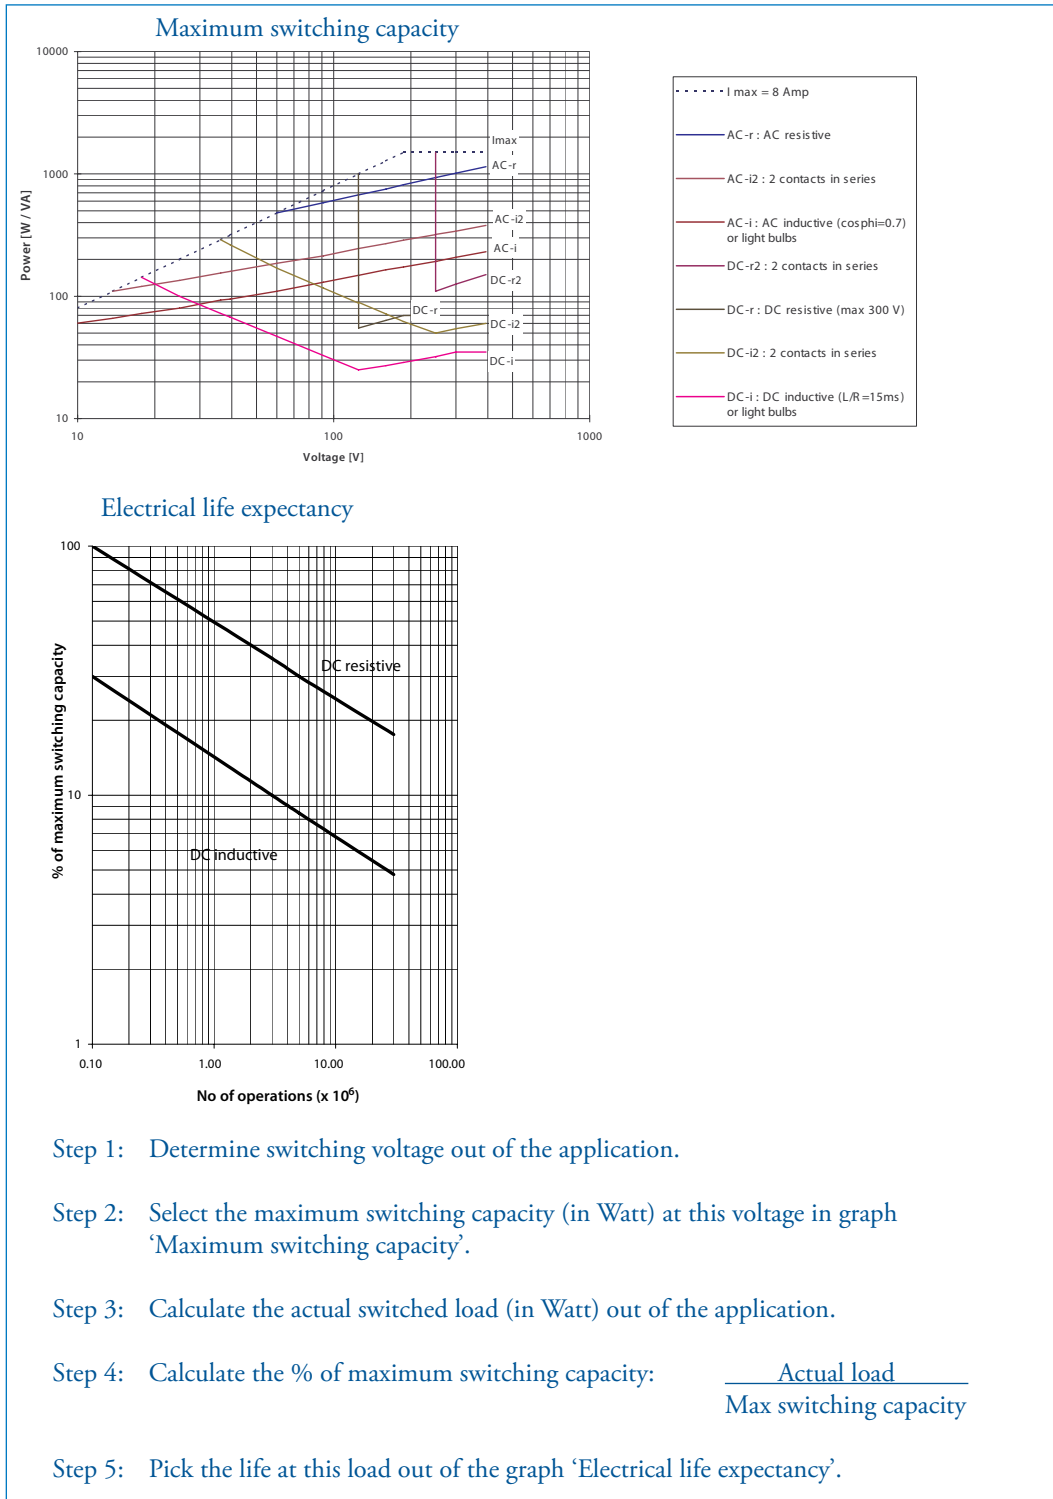 Maximum switching capacity
10000
1000
100
10
10
100
1000
Power [W / VA]
Voltage [V]
Imax
AC-r
AC-i2
AC-i
DC-r2
DC-r
DC-i2
DC-i
I max = 8 Amp
AC-r : AC resistive
AC-i2 : 2 contacts in series
AC-i : AC inductive (cosphi=0.7)
or light bulbs
DC-r2 : 2 contacts in series
DC-r : DC resistive (max 300 V)
DC-i2 : 2 contacts in series
DC-i : DC inductive (L/R=15ms)
or light bulbs
Electrical life expectancy
100
10
1
0.10
1.00
10.00
100.00
% of maximum switching capacity
DC resistive
DC inductive
No of operations (x 10⁶)
Step 1: Determine switching voltage out of the application.
Step 2: Select the maximum switching capacity (in Watt) at this voltage in graph
‘Maximum switching capacity’.
Step 3: Calculate the actual switched load (in Watt) out of the application.
Step 4: Calculate the % of maximum switching capacity: Actual load
Max switching capacity
Step 5: Pick the life at this load out of the graph ‘Electrical life expectancy’.